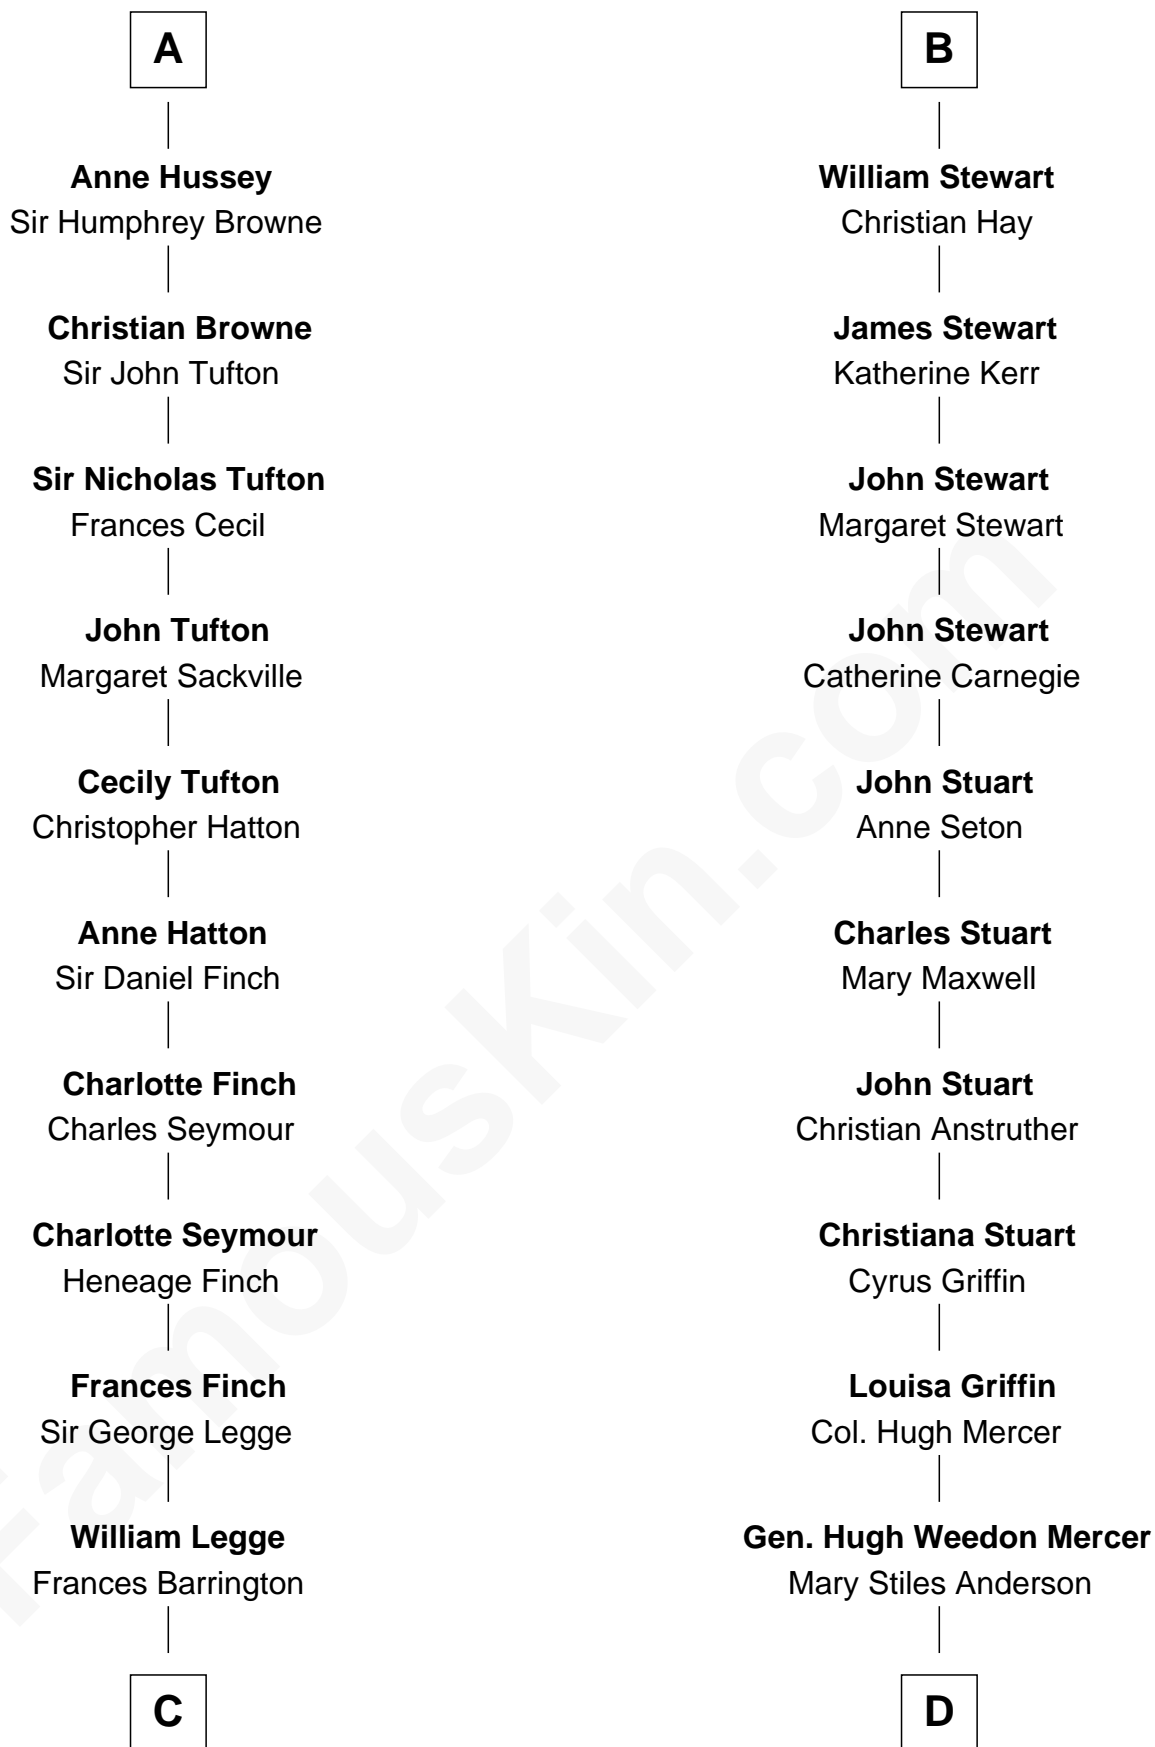 A
Anne Hussey
Sir Humphrey Browne
Christian Browne
Sir John Tufton
Sir Nicholas Tufton
Frances Cecil
John Tufton
Margaret Sackville
Cecily Tufton
Christopher Hatton
Anne Hatton
Sir Daniel Finch
Charlotte Finch
Charles Seymour
Charlotte Seymour
Heneage Finch
Frances Finch
Sir George Legge
William Legge
Frances Barrington
C
B
William Stewart
Christian Hay
James Stewart
Katherine Kerr
John Stewart
Margaret Stewart
John Stewart
Catherine Carnegie
John Stuart
Anne Seton
Charles Stuart
Mary Maxwell
John Stuart
Christian Anstruther
Christiana Stuart
Cyrus Griffin
Louisa Griffin
Col. Hugh Mercer
Gen. Hugh Weedon Mercer
Mary Stiles Anderson
D
FamousKin.com